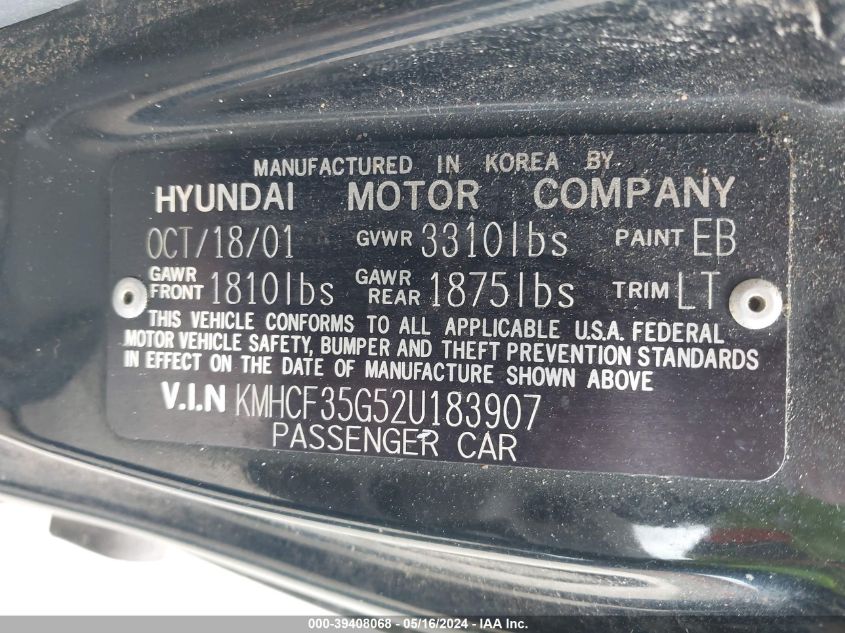 MANUFACTURED IN KOREA BY
HYUNDAI MOTOR COMPANY
OCT/18/01 GVWR 3310lbs PAINT EB
GAWR FRONT 1810lbs GAWR REAR 1875lbs TRIM LT
THIS VEHICLE CONFORMS TO ALL APPLICABLE U.S.A. FEDERAL
MOTOR VEHICLE SAFETY, BUMPER AND THEFT PREVENTION STANDARDS
IN EFFECT ON THE DATE OF MANUFACTURE SHOWN ABOVE
V.I.N KMHCF35G52U183907
PASSENGER CAR
000-39408068 - 05/16/2024 - IAA